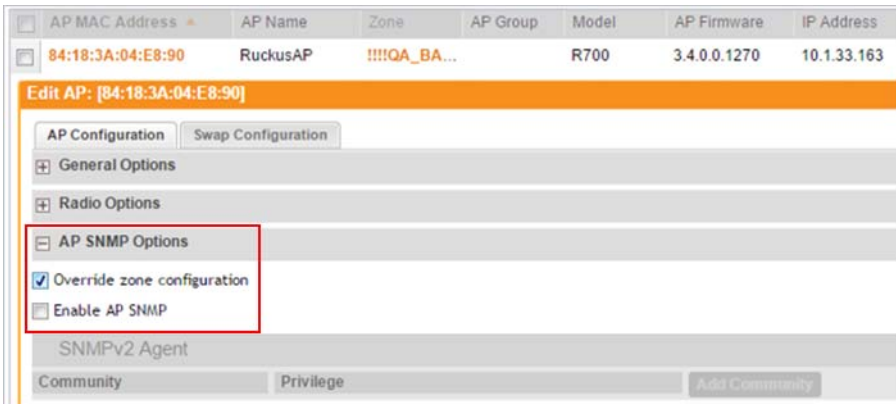 AP MAC Address AP Name Zone AP Group Model AP Firmware IP Address
84:18:3A:04:E8:90 RuckusAP !!!!QA_BA... R700 3.4.0.0.1270 10.1.33.163
Edit AP: [84:18:3A:04:E8:90]
AP Configuration Swap Configuration
General Options
Radio Options
AP SNMP Options
Override zone configuration
Enable AP SNMP
SNMPv2 Agent
Community Privilege Add Community